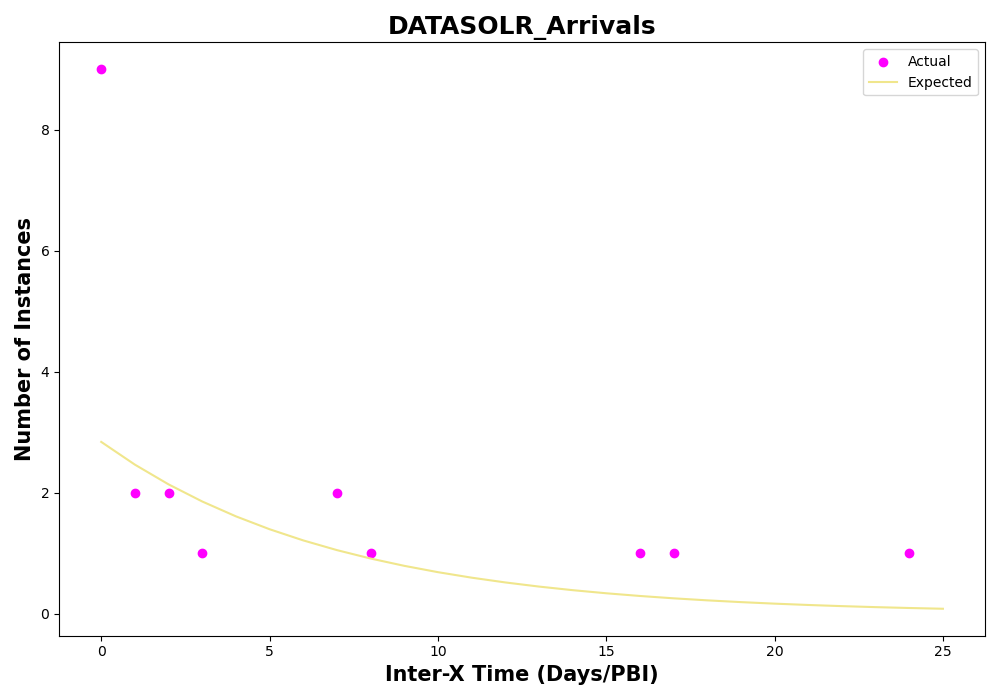 DATASOLR_Arrivals
Actual
Expected
Number of Instances
8
6
4
2
0
0 5 10 15 20 25
Inter-X Time (Days/PBI)